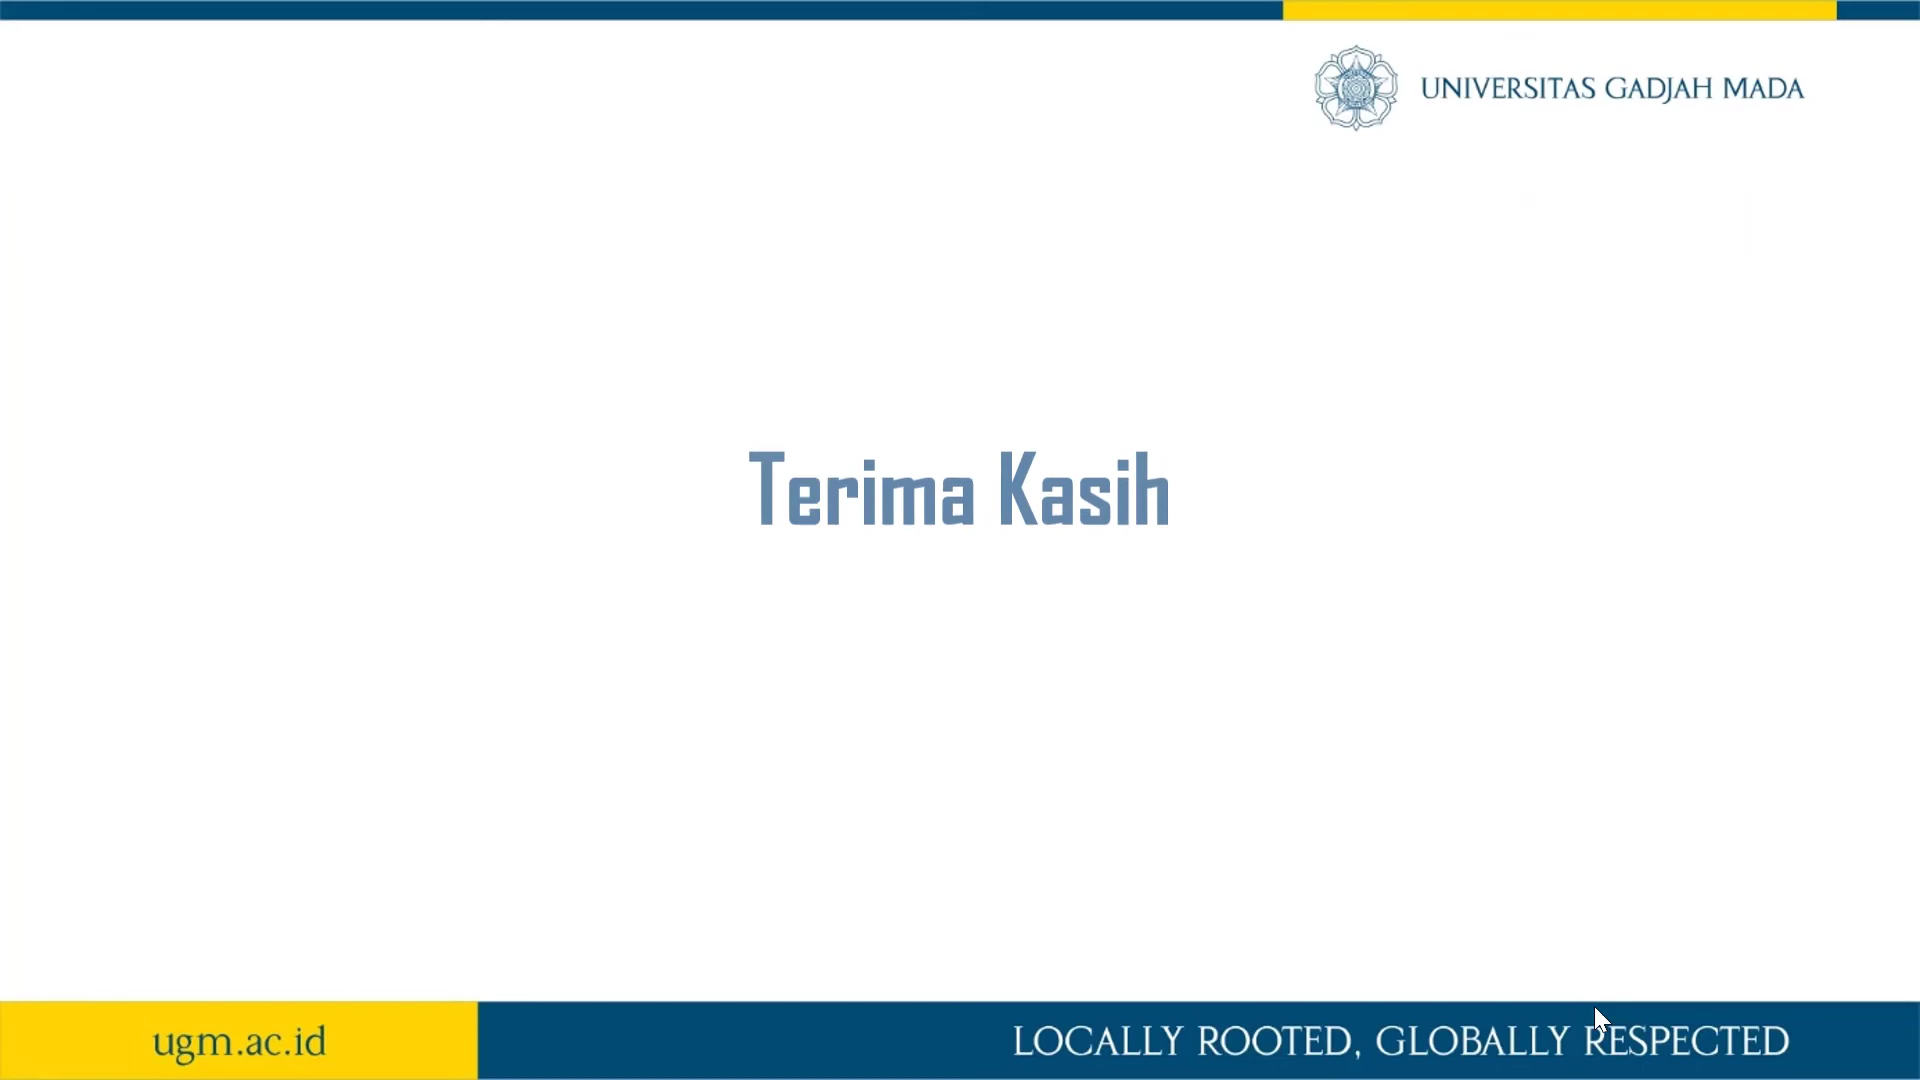 UNIVERSITAS GADJAH MADA
Terima Kasih
ugm.ac.id
LOCALLY ROOTED, GLOBALLY RESPECTED